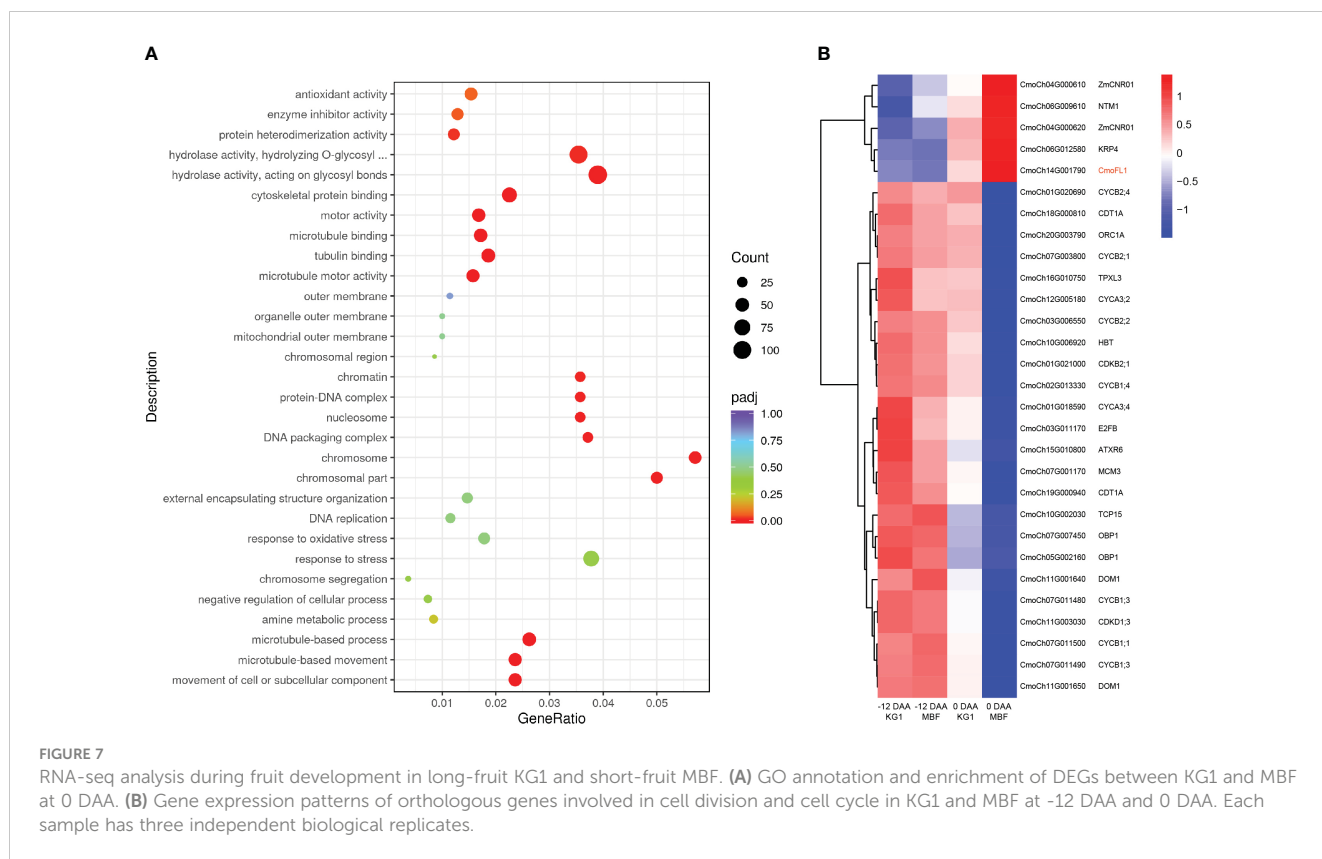 A
antioxidant activity
enzyme inhibitor activity
protein heterodimerization activity
hydrolase activity, hydrolyzing O-glycosyl ...
hydrolase activity, acting on glycosyl bonds
cytoskeletal protein binding
motor activity
microtubule binding
tubulin binding
microtubule motor activity
outer membrane
organelle outer membrane
mitochondrial outer membrane
chromosomal region
chromatin
protein-DNA complex
nucleosome
DNA packaging complex
chromosome
chromosomal part
external encapsulating structure organization
DNA replication
response to oxidative stress
response to stress
chromosome segregation
negative regulation of cellular process
amine metabolic process
microtubule-based process
microtubule-based movement
movement of cell or subcellular component
Description
0.01 0.02 0.03 0.04 0.05
GeneRatio
Count
25
50
75
100
padj
1.00
0.75
0.50
0.25
0.00
B
CmoCh04G000610 ZmCNR01
CmoCh06G009610 NTM1
CmoCh04G000620 ZmCNR01
CmoCh06G012580 KRP4
CmoCh14G001790 CmoFL1
CmoCh01G020690 CYCB2;4
CmoCh18G000810 CDT1A
CmoCh20G003790 ORC1A
CmoCh07G003800 CYCB2;1
CmoCh16G010750 TPXL3
CmoCh12G005180 CYCA3;2
CmoCh03G006550 CYCB2;2
CmoCh10G006920 HBT
CmoCh01G021000 CDKB2;1
CmoCh02G013330 CYCB1;4
CmoCh01G018590 CYCA3;4
CmoCh03G011170 E2FB
CmoCh15G010800 ATXR6
CmoCh07G001170 MCM3
CmoCh19G000940 CDT1A
CmoCh10G002030 TCP15
CmoCh07G007450 OBP1
CmoCh05G002160 OBP1
CmoCh11G001640 DOM1
CmoCh07G011480 CYCB1;3
CmoCh11G003030 CDKD1;3
CmoCh07G011500 CYCB1;1
CmoCh07G011490 CYCB1;3
CmoCh11G001650 DOM1
-12 DAA -12 DAA 0 DAA 0 DAA
KG1 MBF KG1 MBF
1
0.5
0
−0.5
−1
FIGURE 7
RNA-seq analysis during fruit development in long-fruit KG1 and short-fruit MBF. (A) GO annotation and enrichment of DEGs between KG1 and MBF
at 0 DAA. (B) Gene expression patterns of orthologous genes involved in cell division and cell cycle in KG1 and MBF at -12 DAA and 0 DAA. Each
sample has three independent biological replicates.